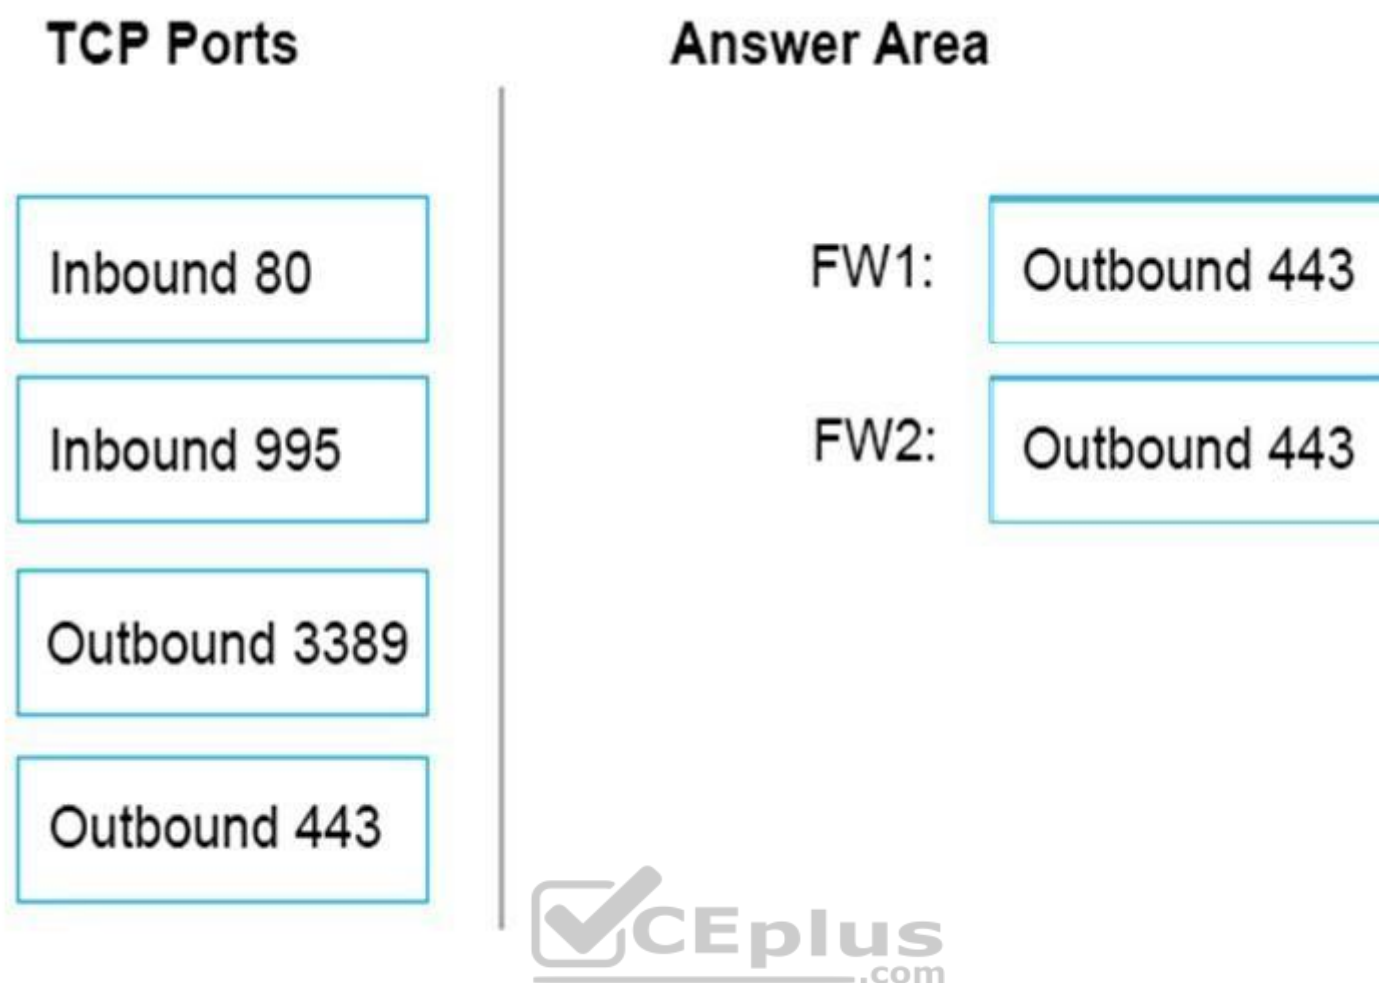 TCP Ports
Answer Area
Inbound 80
Inbound 995
Outbound 3389
Outbound 443
FW1: Outbound 443
FW2: Outbound 443
CEplus
.com